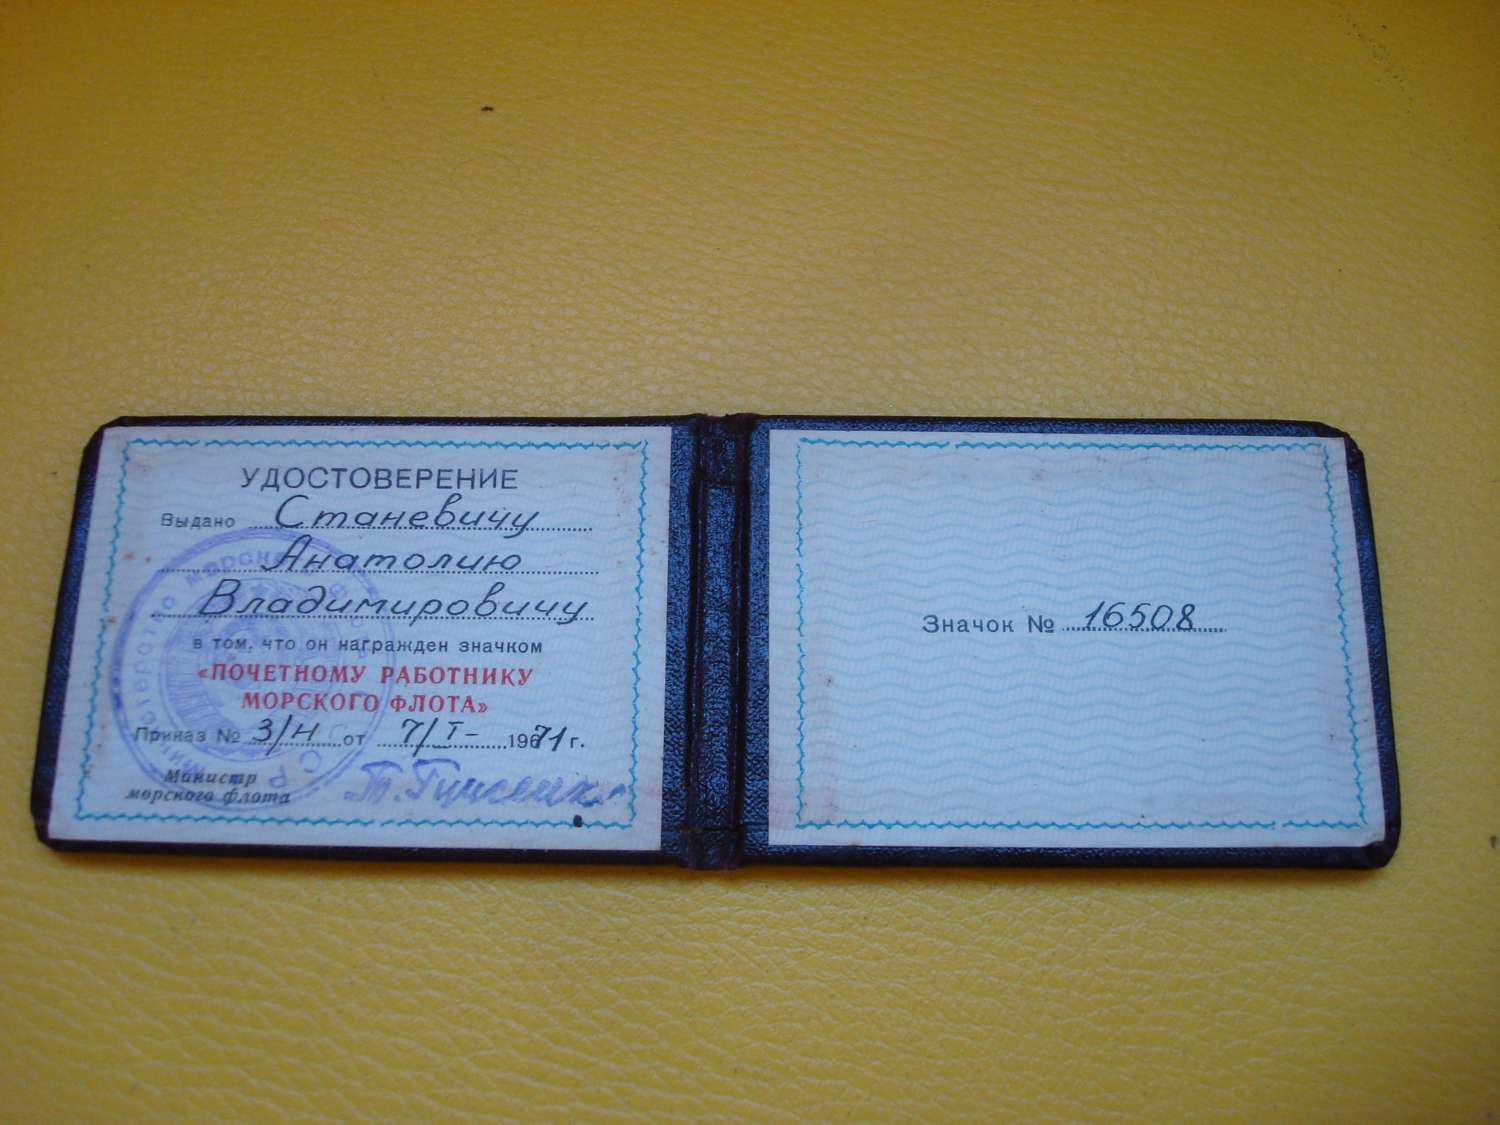 УДОСТОВЕРЕНИЕ
Выдано Станевичу
Анатолию
Владимировичу
в том, что он награжден значком
«ПОЧЕТНОМУ РАБОТНИКУ
МОРСКОГО ФЛОТА»
Приказ № 3/Н от 7/I- 1971 г.
Министр
морского флота
Значок № 16508